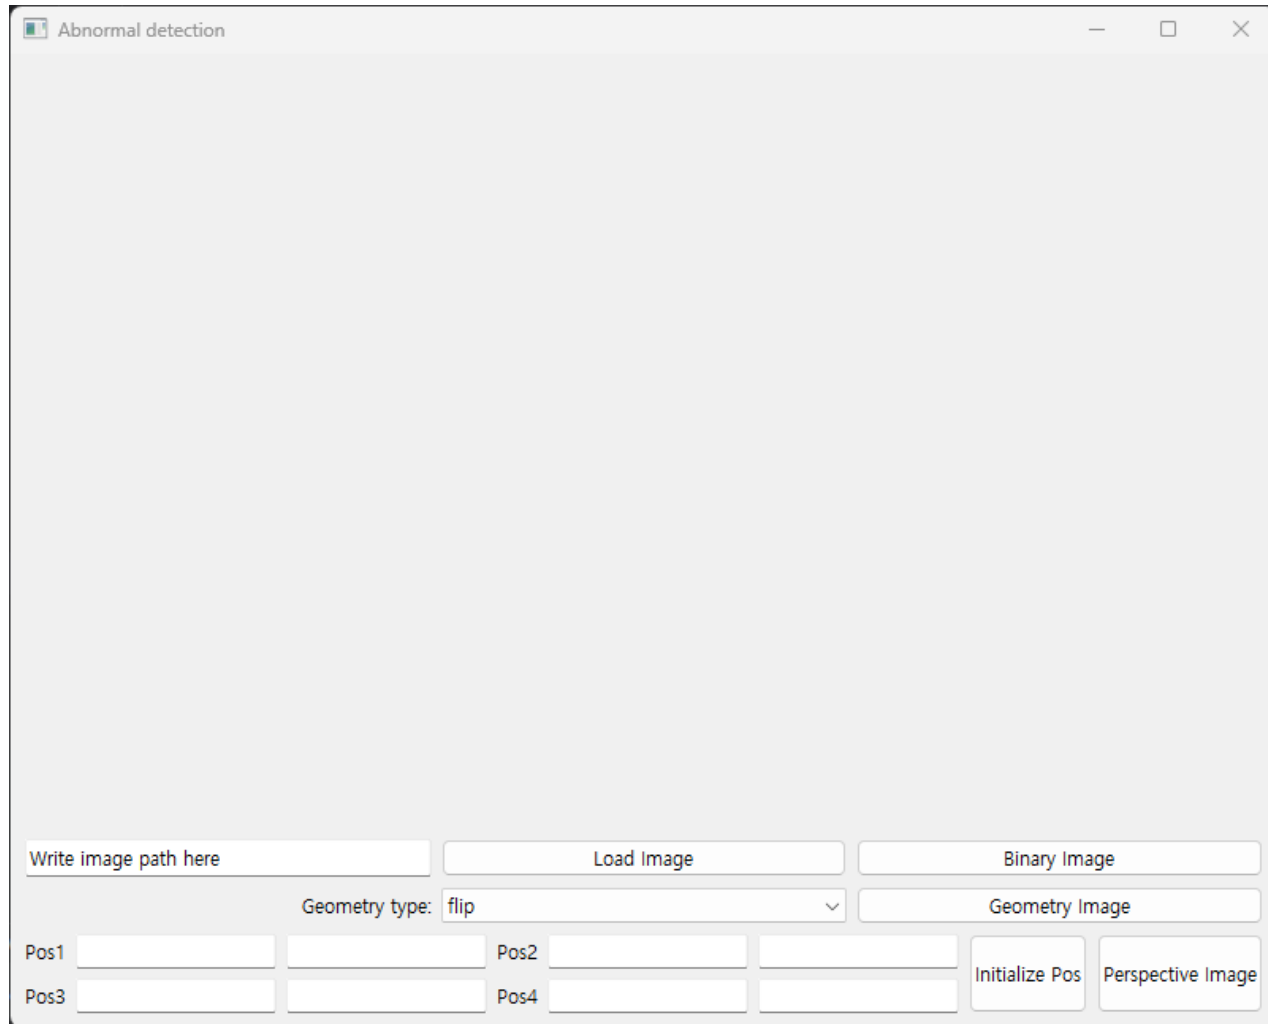 Abnormal detection
Write image path here Load Image Binary Image
Geometry type: flip Geometry Image
Pos1 Pos2
Initialize Pos Perspective Image
Pos3 Pos4